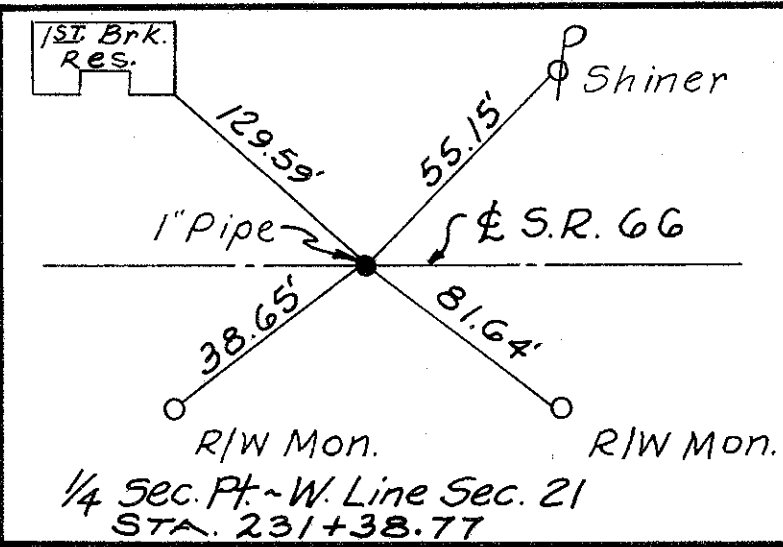 1ST. Brk.
Res.
Shiner
129.59'
55.15'
1" Pipe
℄ S.R. 66
38.65'
81.64'
R/W Mon.
R/W Mon.
1/4 Sec. Pt. ~ W. Line Sec. 21
STA. 231+38.77